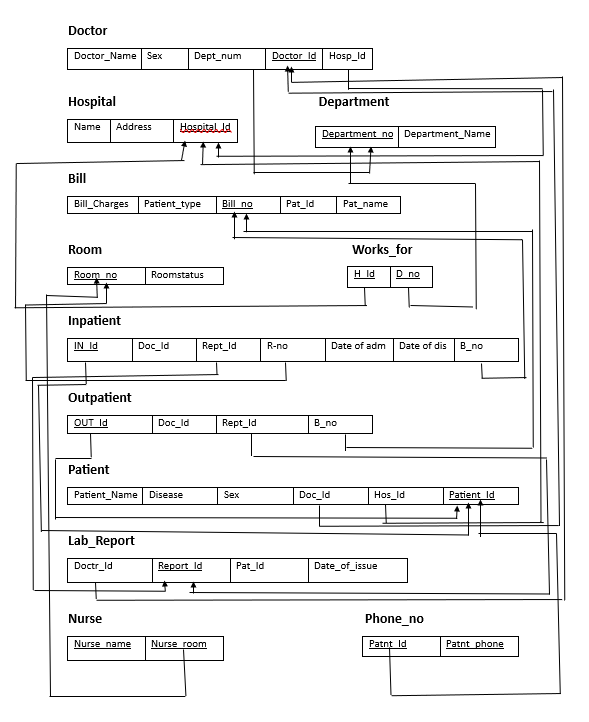 Doctor
Doctor_Name Sex Dept_num Doctor_Id Hosp_Id
Hospital Department
Name Address Hospital_Id
Department_no Department_Name
Bill
Bill_Charges Patient_type Bill_no Pat_Id Pat_name
Room Works_for
Room_no Roomstatus H_Id D_no
Inpatient
IN_Id Doc_Id Rept_Id R-no Date of adm Date of dis B_no
Outpatient
OUT_Id Doc_Id Rept_Id B_no
Patient
Patient_Name Disease Sex Doc_Id Hos_Id Patient_Id
Lab_Report
Doctr_Id Report_Id Pat_Id Date_of_issue
Nurse Phone_no
Nurse_name Nurse_room Patnt_Id Patnt_phone